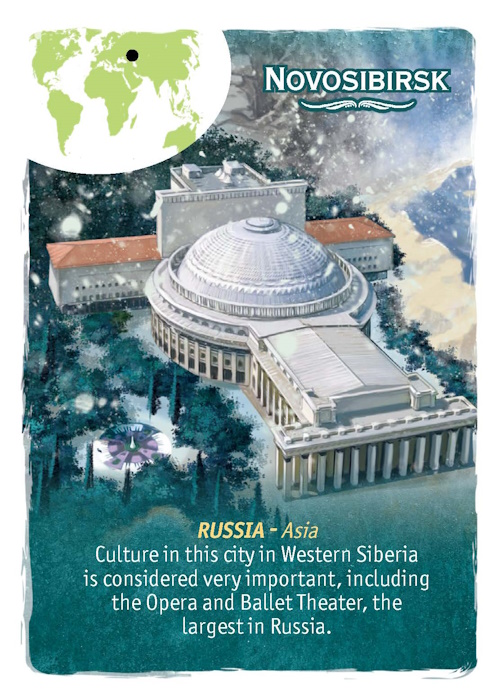 NOVOSIBIRSK
RUSSIA - Asia
Culture in this city in Western Siberia
is considered very important, including
the Opera and Ballet Theater, the
largest in Russia.